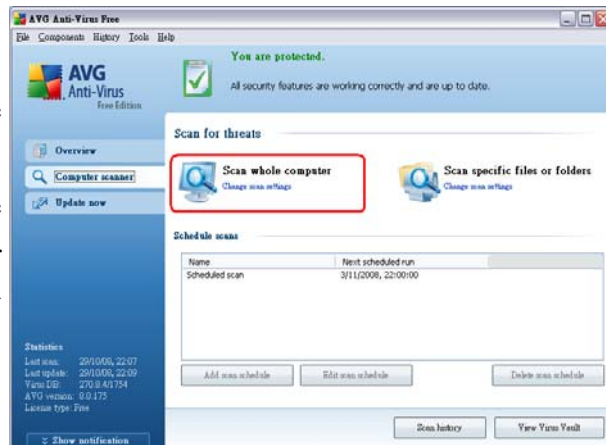 AVG Anti-Virus Free
File Components History Tools Help
AVG
Anti-Virus
Free Edition
You are protected.
All security features are working correctly and are up to date.
Overview
Computer scanner
Update now
Scan for threats
Scan whole computer
Change scan settings
Scan specific files or folders
Change scan settings
Schedule scans
Name Next scheduled run
Scheduled scan 3/11/2008, 22:00:00
Add scan schedule Edit scan schedule Delete scan schedule
Statistics
Last scan: 29/10/08, 22:07
Last update: 29/10/08, 22:09
Virus DB: 270.8.4/1754
AVG version: 8.0.175
License type: Free
Scan history View Virus Vault
Show notification